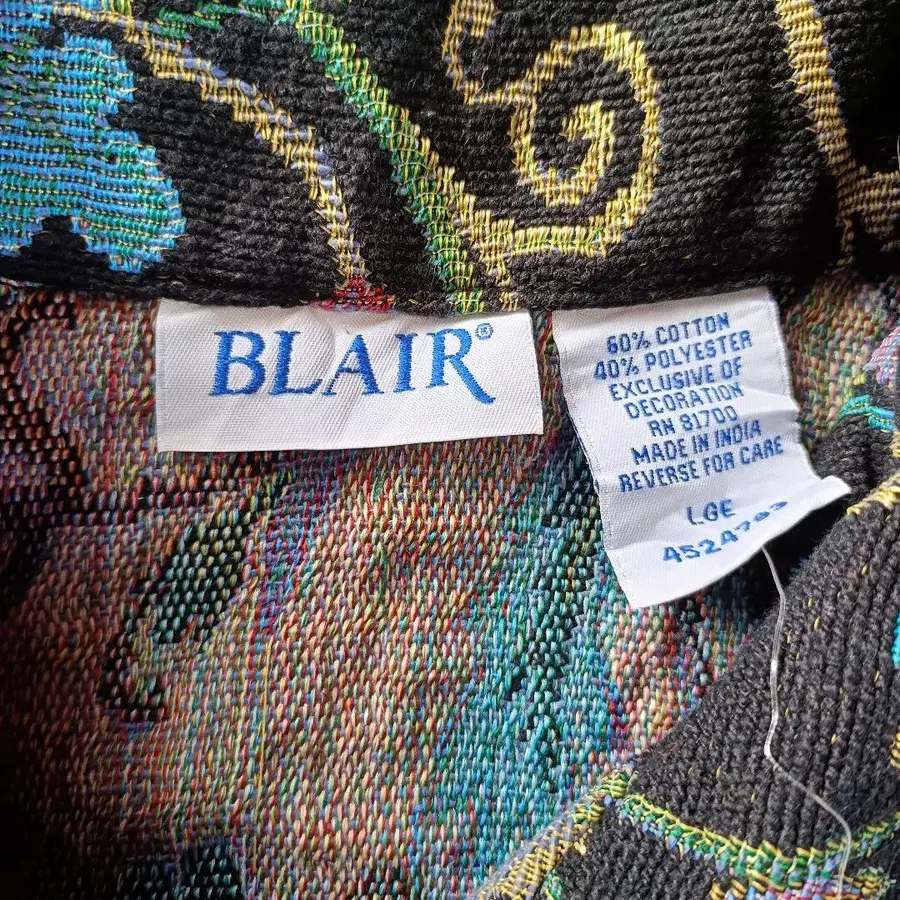 BLAIR®
60% COTTON
40% POLYESTER
EXCLUSIVE OF
DECORATION
RN 81700
MADE IN INDIA
REVERSE FOR CARE
LGE